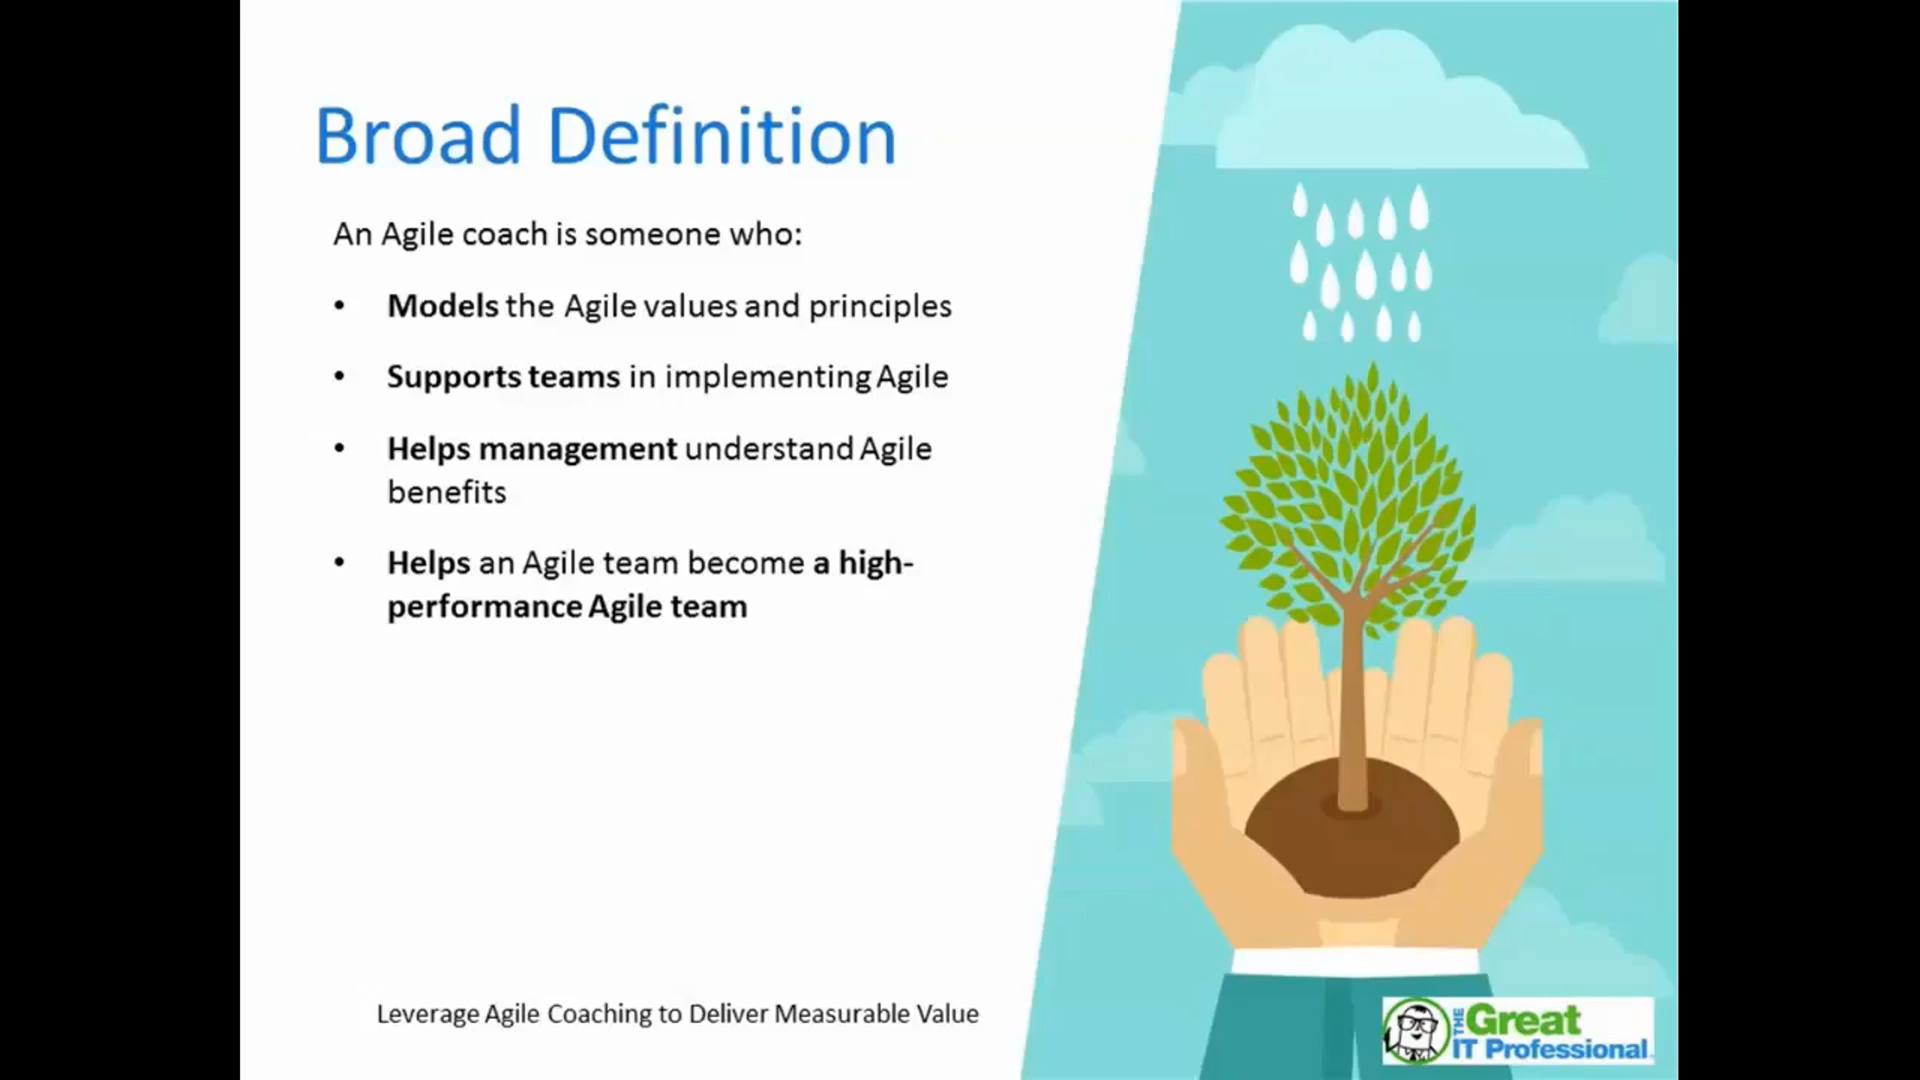 Broad Definition
An Agile coach is someone who:
• Models the Agile values and principles
• Supports teams in implementing Agile
• Helps management understand Agile
benefits
• Helps an Agile team become a high-
performance Agile team
Leverage Agile Coaching to Deliver Measurable Value
THE Great
IT Professional